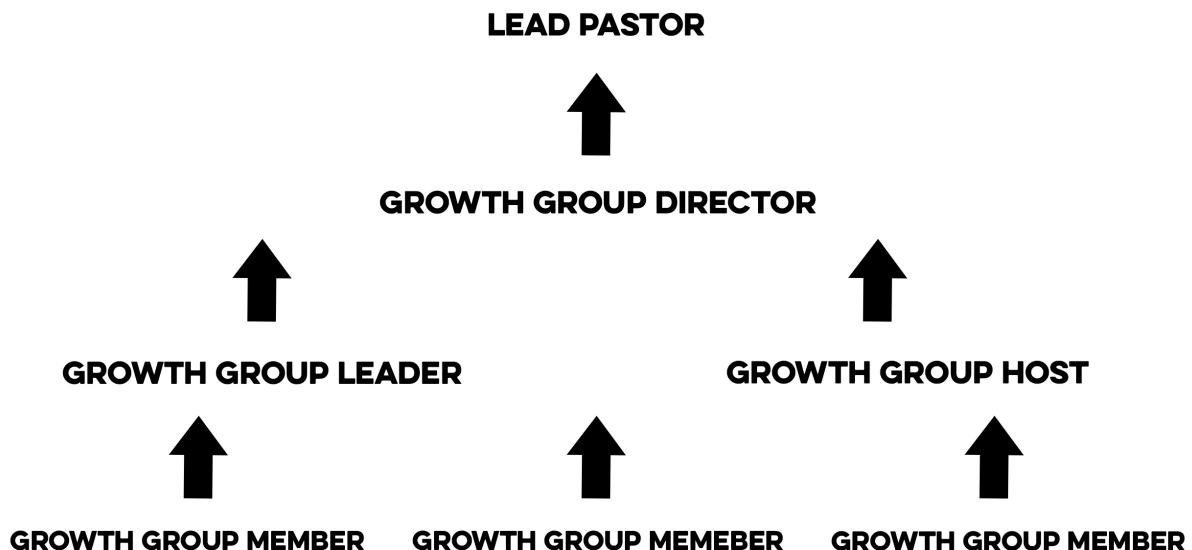 LEAD PASTOR
GROWTH GROUP DIRECTOR
GROWTH GROUP LEADER
GROWTH GROUP HOST
GROWTH GROUP MEMBER
GROWTH GROUP MEMEBER
GROWTH GROUP MEMBER